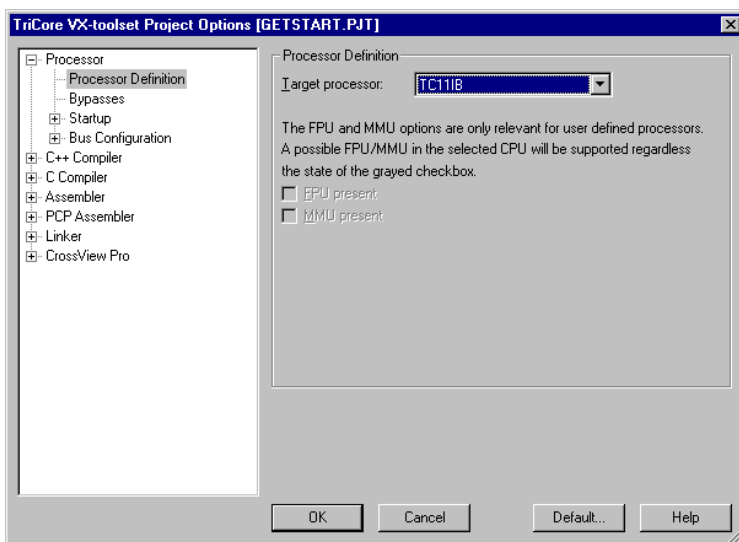 TriCore VX-toolset Project Options [GETSTART.PJT]
Processor
Processor Definition
Bypasses
Startup
Bus Configuration
C++ Compiler
C Compiler
Assembler
PCP Assembler
Linker
CrossView Pro
Processor Definition
Target processor: TC11IB
The FPU and MMU options are only relevant for user defined processors.
A possible FPU/MMU in the selected CPU will be supported regardless
the state of the grayed checkbox.
FPU present
MMU present
OK Cancel Default... Help